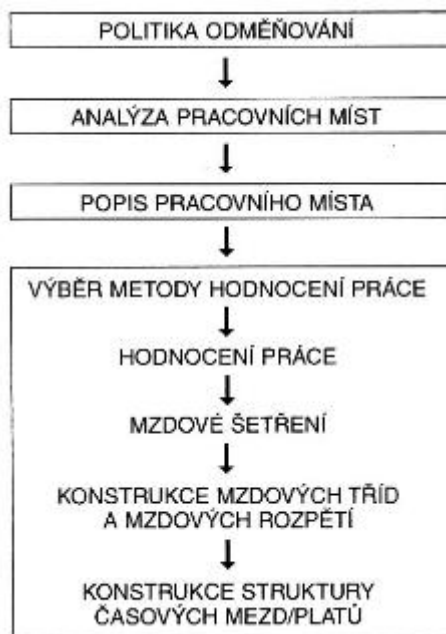 POLITIKA ODMĚŇOVÁNÍ
ANALÝZA PRACOVNÍCH MÍST
POPIS PRACOVNÍHO MÍSTA
VÝBĚR METODY HODNOCENÍ PRÁCE
HODNOCENÍ PRÁCE
MZDOVÉ ŠETŘENÍ
KONSTRUKCE MZDOVÝCH TŘÍD
A MZDOVÝCH ROZPĚTÍ
KONSTRUKCE STRUKTURY
ČASOVÝCH MEZD/PLATŮ